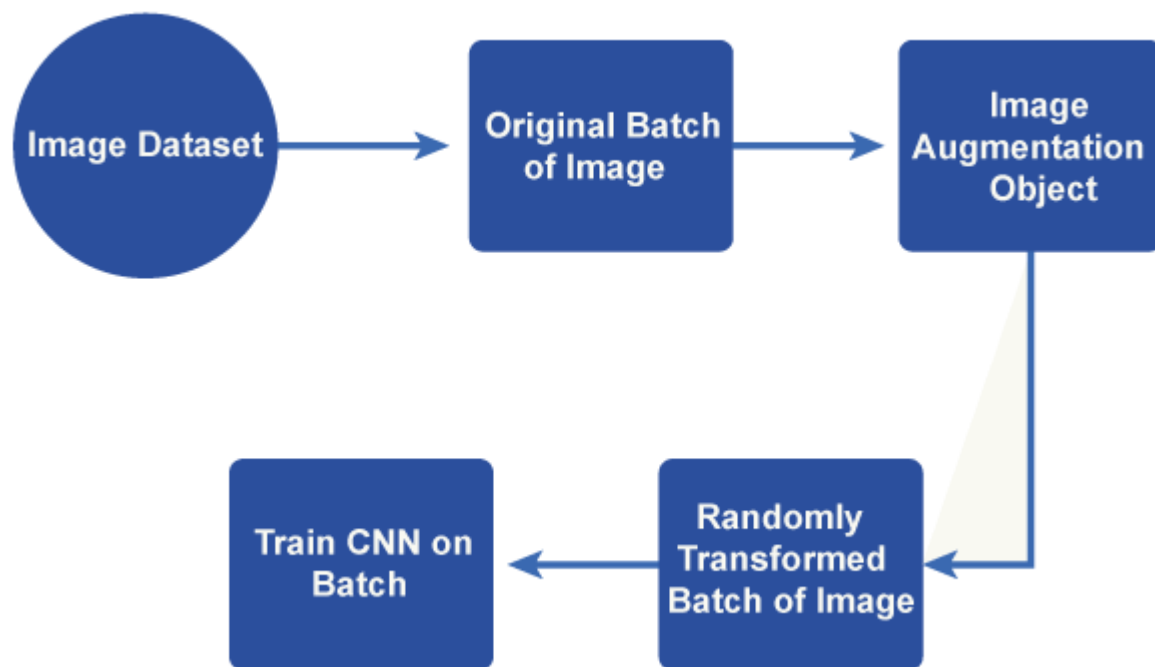 Image Dataset
Original Batch
of Image
Image
Augmentation
Object
Randomly
Transformed
Batch of Image
Train CNN on
Batch